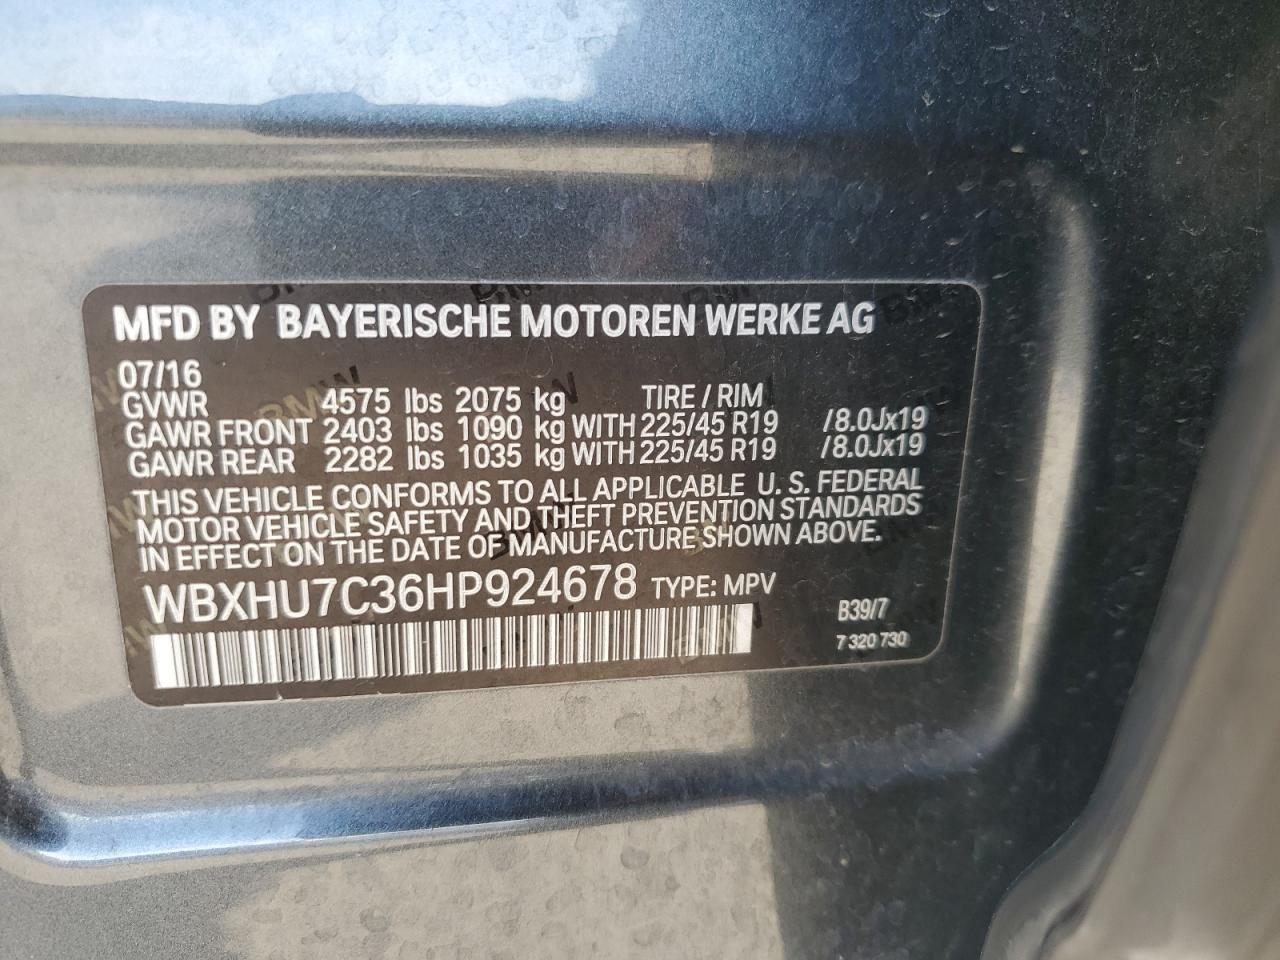 MFD BY BAYERISCHE MOTOREN WERKE AG
07/16
GVWR 4575 lbs 2075 kg TIRE / RIM
GAWR FRONT 2403 lbs 1090 kg WITH 225/45 R19 /8.0Jx19
GAWR REAR 2282 lbs 1035 kg WITH 225/45 R19 /8.0Jx19
THIS VEHICLE CONFORMS TO ALL APPLICABLE U. S. FEDERAL
MOTOR VEHICLE SAFETY AND THEFT PREVENTION STANDARDS
IN EFFECT ON THE DATE OF MANUFACTURE SHOWN ABOVE.
WBXHU7C36HP924678 TYPE: MPV
B39/7
7 320 730